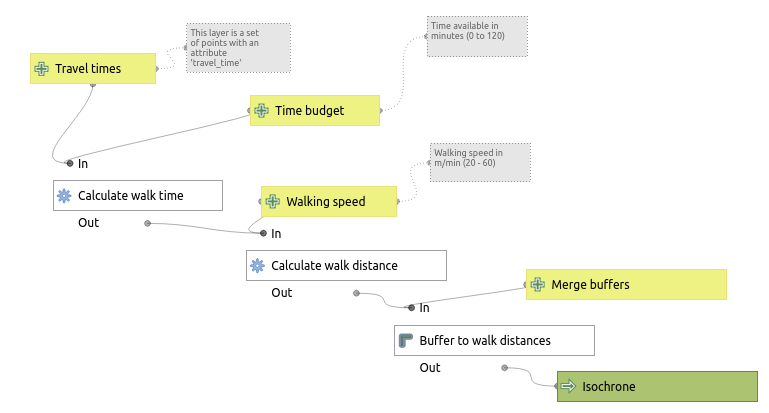 This layer is a set
of points with an
attribute
'travel_time'
Time available in
minutes (0 to 120)
Travel times
Time budget
Walking speed in
m/min (20 - 60)
In
Calculate walk time
Out
Walking speed
In
Calculate walk distance
Out
Merge buffers
In
Buffer to walk distances
Out
Isochrone